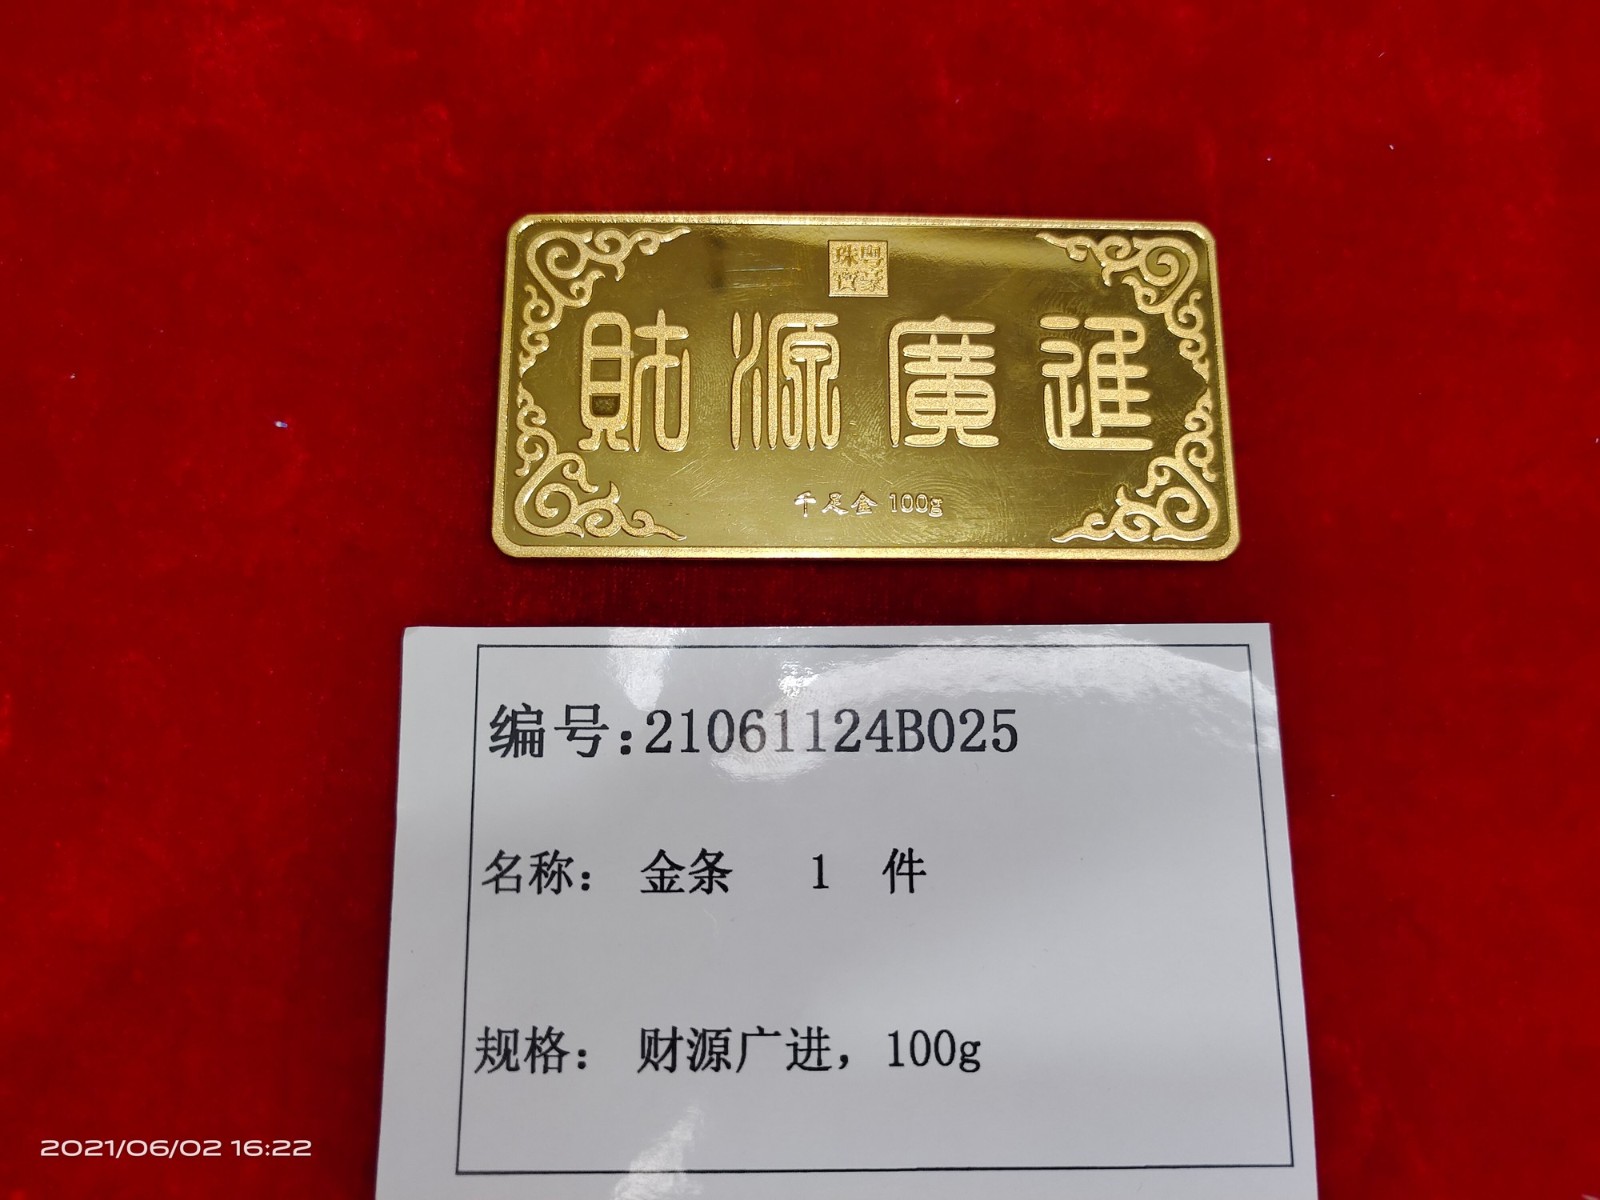 粤豪
珠寶
財源廣進
千足金 100g
编号:21061124B025
名称： 金条 1 件
规格： 财源广进，100g
2021/06/02 16:22